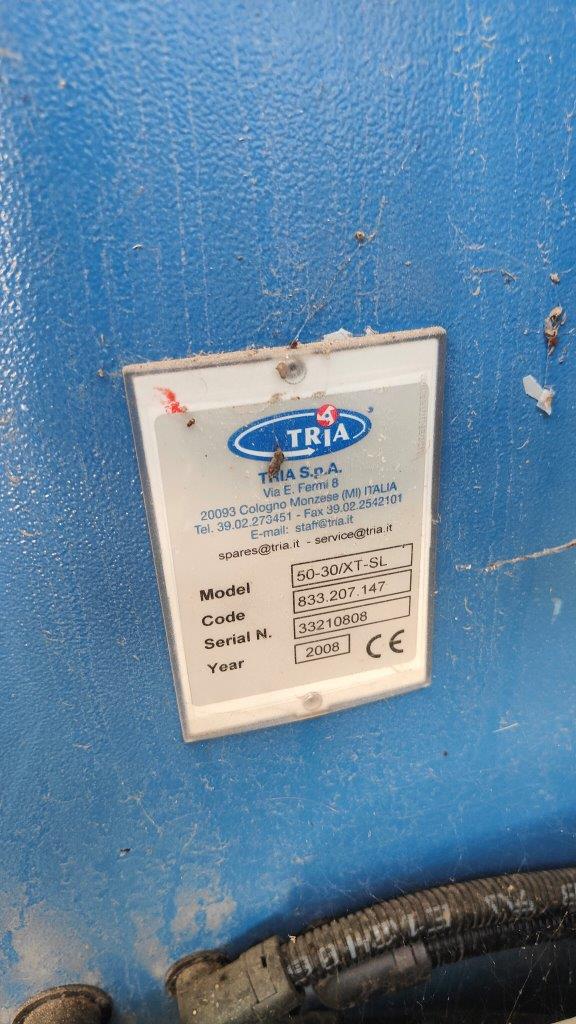 TRIA
TRIA S.p.A.
Via E. Fermi 8
20093 Cologno Monzese (MI) ITALIA
Tel. 39.02.273451 - Fax 39.02.2542101
E-mail: staff@tria.it
spares@tria.it - service@tria.it
Model 50-30/XT-SL
Code 833.207.147
Serial N. 33210808
Year 2008 CE